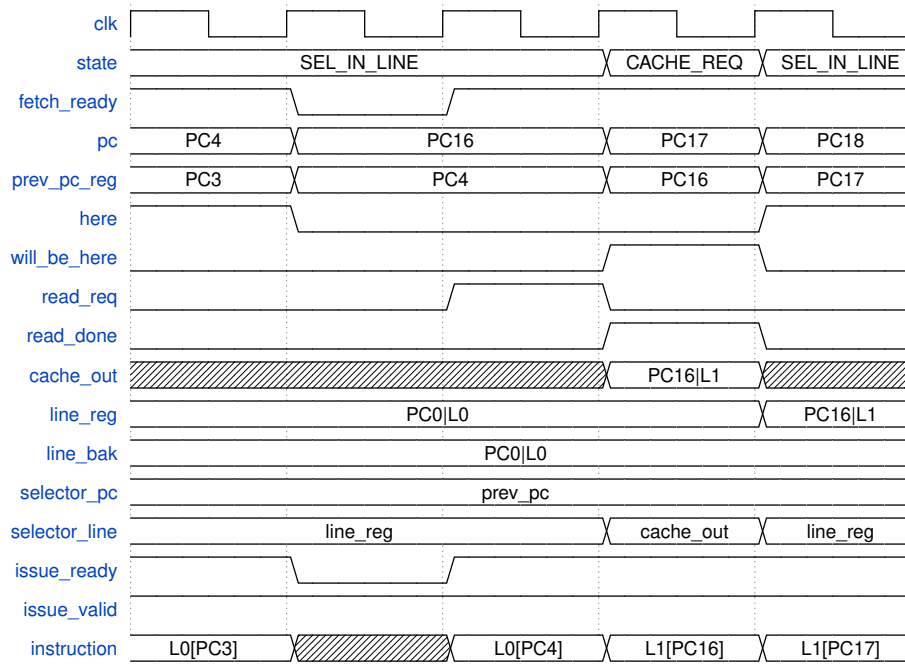 clk
state SEL_IN_LINE CACHE_REQ SEL_IN_LINE
fetch_ready
pc PC4 PC16 PC17 PC18
prev_pc_reg PC3 PC4 PC16 PC17
here
will_be_here
read_req
read_done
cache_out PC16|L1
line_reg PC0|L0 PC16|L1
line_bak PC0|L0
selector_pc prev_pc
selector_line line_reg cache_out line_reg
issue_ready
issue_valid
instruction L0[PC3] L0[PC4] L1[PC16] L1[PC17]